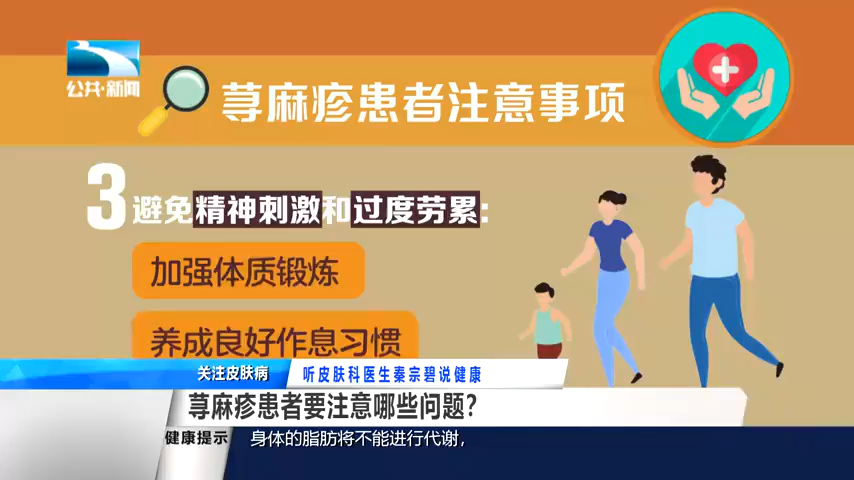 公共·新闻
荨麻疹患者注意事项
3 避免精神刺激和过度劳累:
加强体质锻炼
养成良好作息习惯
关注皮肤病
听皮肤科医生秦宗碧说健康
荨麻疹患者要注意哪些问题?
健康提示
身体的脂肪将不能进行代谢,